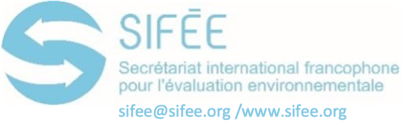 SIFÉE
Secrétariat international francophone
pour l'évaluation environnementale
sifee@sifee.org /www.sifee.org